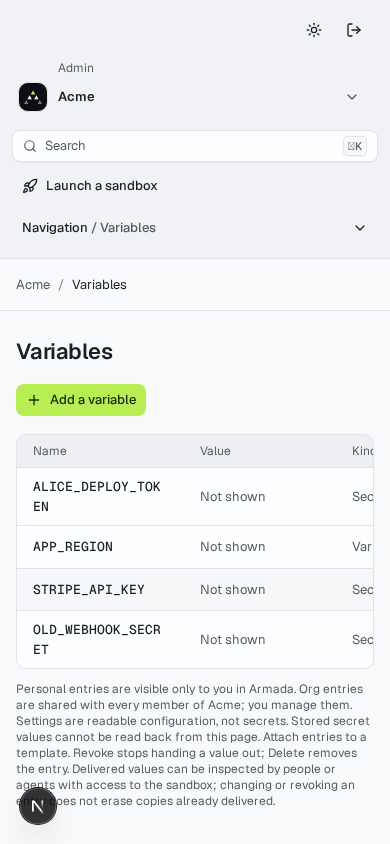 Admin
Acme
Search
K
Launch a sandbox
Navigation / Variables
Acme / Variables
Variables
Add a variable
Name Value Kind
ALICE_DEPLOY_TOK
EN
Not shown Sec
APP_REGION Not shown Var
STRIPE_API_KEY Not shown Sec
OLD_WEBHOOK_SECR
ET
Not shown Sec
Personal entries are visible only to you in Armada. Org entries
are shared with every member of Acme; you manage them.
Settings are readable configuration, not secrets. Stored secret
values cannot be read back from this page. Attach entries to a
template. Revoke stops handing a value out; Delete removes
the entry. Delivered values can be inspected by people or
agents with access to the sandbox; changing or revoking an
does not erase copies already delivered.
N